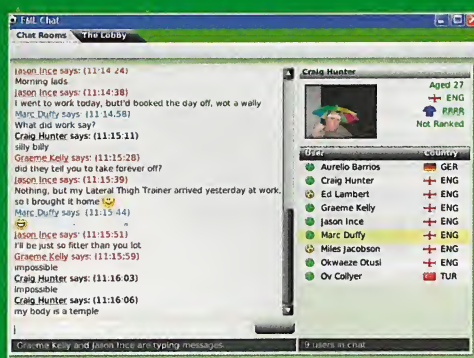 FML Chat
Chat Rooms The Lobby
Jason Ince says: (11:14:24)
Morning lads
Jason Ince says: (11:14:38)
I went to work today, butt'd booked the day off, wot a wally
Marc Duffy says: (11:14:58)
What did work say?
Craig Hunter says: (11:15:11)
silly billy
Graeme Kelly says: (11:15:28)
did they tell you to take forever off?
Jason Ince says: (11:15:39)
Nothing, but my Lateral Thigh Trainer arrived yesterday at work,
so I brought it home
Marc Duffy says: (11:15:44)
Jason Ince says: (11:15:51)
I'll be just so fitter than you lot
Graeme Kelly says: (11:15:59)
impossible
Craig Hunter says: (11:16:03)
impossible
Craig Hunter says: (11:16:06)
my body is a temple
Graeme Kelly and Jason Ince are typing messages
Craig Hunter
Aged 27
ENG
RRRR
Not Ranked
User Country
Aurelio Barrios GER
Craig Hunter ENG
Ed Lambert ENG
Graeme Kelly ENG
Jason Ince ENG
Marc Duffy ENG
Miles Jacobson ENG
Okwaeze Otusi ENG
Ov Collyer TUR
9 users in chat